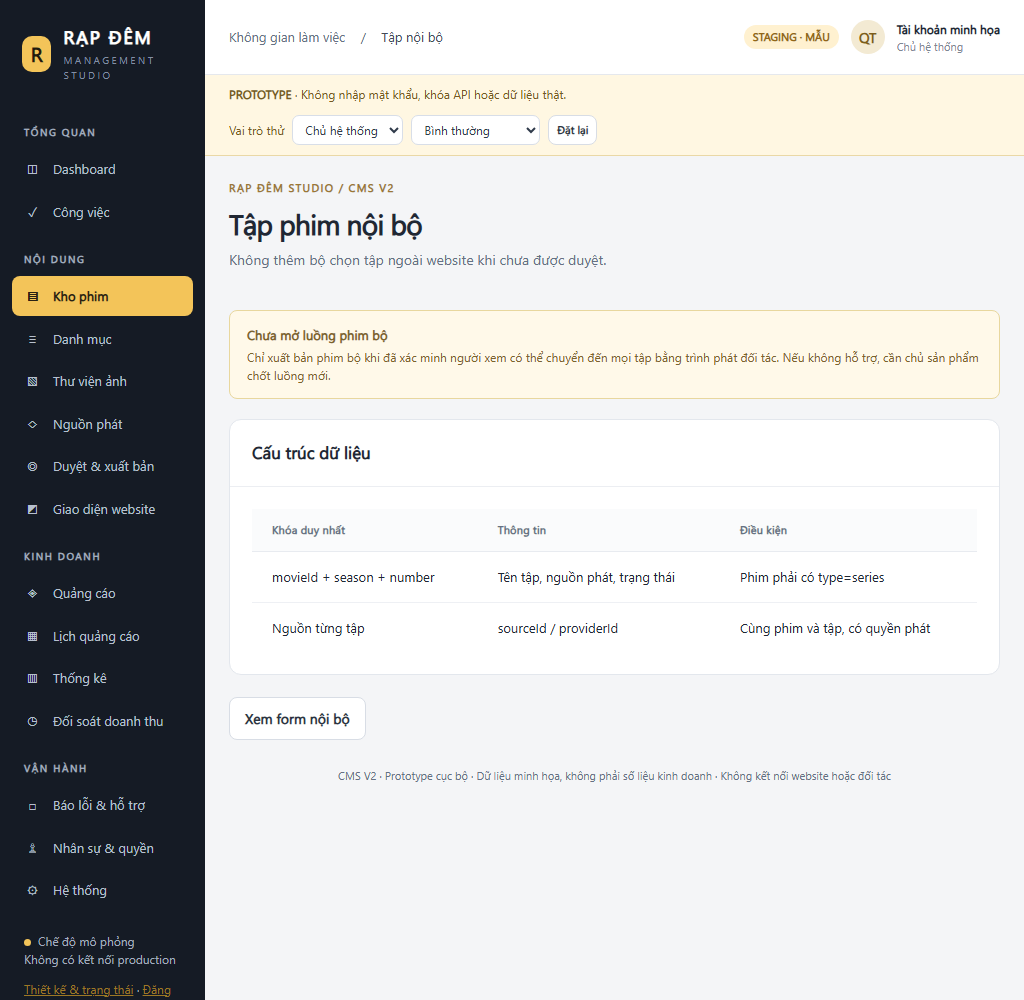 R
RẠP ĐÊM
MANAGEMENT
STUDIO
TỔNG QUAN
Dashboard
Công việc
NỘI DUNG
Kho phim
Danh mục
Thư viện ảnh
Nguồn phát
Duyệt & xuất bản
Giao diện website
KINH DOANH
Quảng cáo
Lịch quảng cáo
Thống kê
Đối soát doanh thu
VẬN HÀNH
Báo lỗi & hỗ trợ
Nhân sự & quyền
Hệ thống
Chế độ mô phỏng
Không có kết nối production
Thiết kế & trạng thái · Đăng
Không gian làm việc / Tập nội bộ
STAGING · MẪU
QT
Tài khoản minh họa
Chủ hệ thống
PROTOTYPE · Không nhập mật khẩu, khóa API hoặc dữ liệu thật.
Vai trò thử Chủ hệ thống Bình thường Đặt lại
RẠP ĐÊM STUDIO / CMS V2
Tập phim nội bộ
Không thêm bộ chọn tập ngoài website khi chưa được duyệt.
Chưa mở luồng phim bộ
Chỉ xuất bản phim bộ khi đã xác minh người xem có thể chuyển đến mọi tập bằng trình phát đối tác. Nếu không hỗ trợ, cần chủ sản phẩm
chốt luồng mới.
Cấu trúc dữ liệu
Khóa duy nhất Thông tin Điều kiện
movieId + season + number Tên tập, nguồn phát, trạng thái Phim phải có type=series
Nguồn từng tập sourceId / providerId Cùng phim và tập, có quyền phát
Xem form nội bộ
CMS V2 · Prototype cục bộ · Dữ liệu minh họa, không phải số liệu kinh doanh · Không kết nối website hoặc đối tác